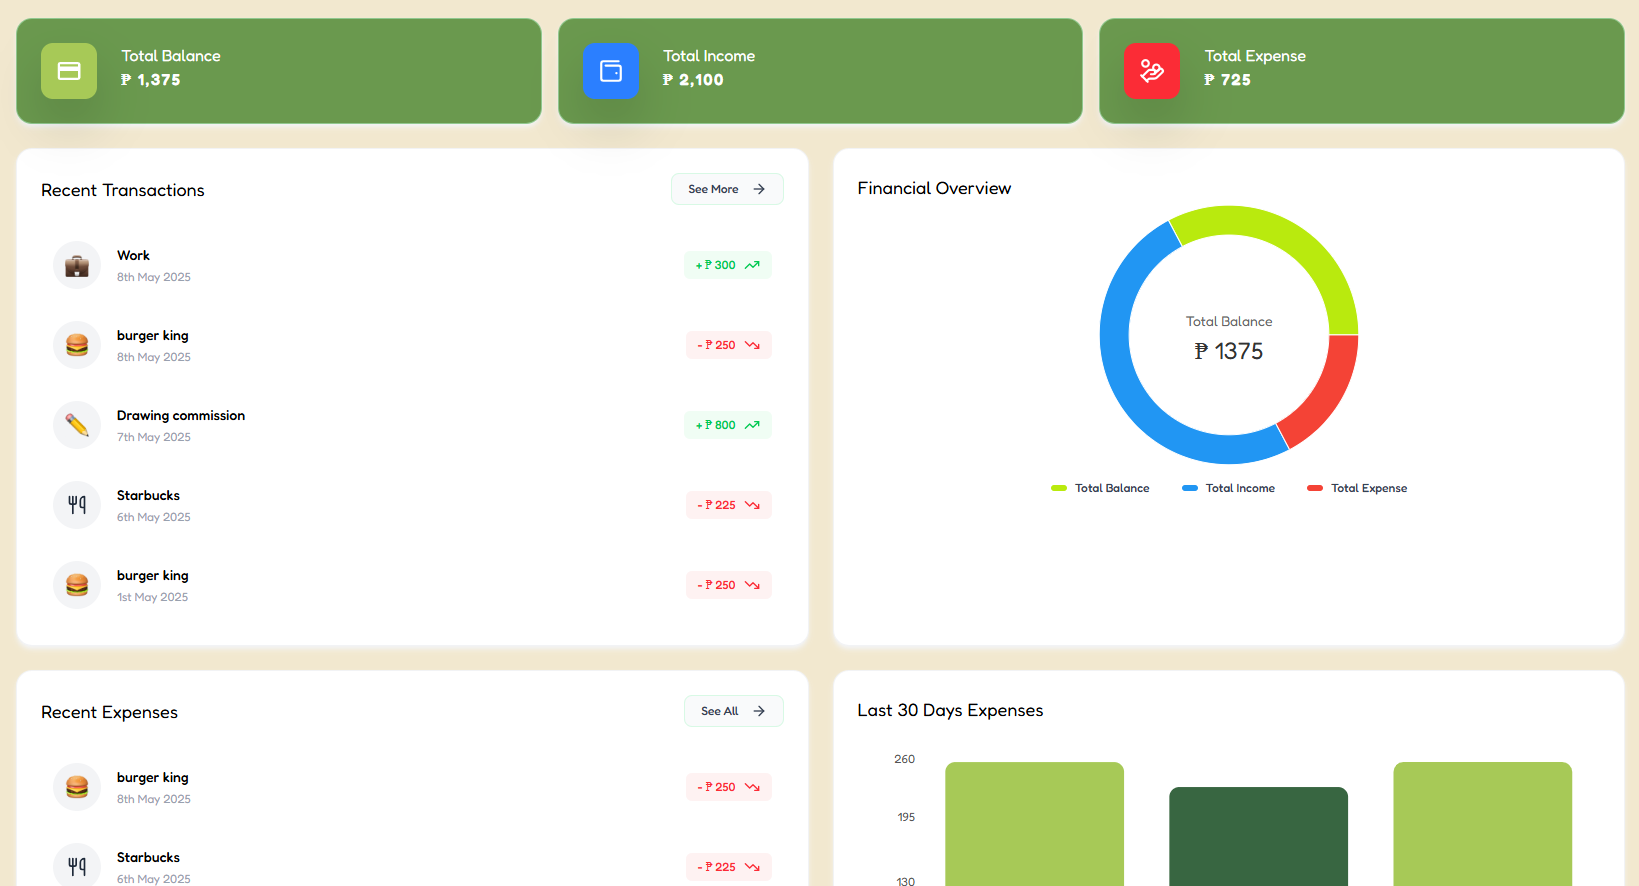 Total Balance
₱ 1,375
Total Income
₱ 2,100
Total Expense
₱ 725
Recent Transactions
See More
Work
8th May 2025
+ ₱ 300
burger king
8th May 2025
- ₱ 250
Drawing commission
7th May 2025
+ ₱ 800
Starbucks
6th May 2025
- ₱ 225
burger king
1st May 2025
- ₱ 250
Financial Overview
Total Balance
₱ 1375
Total Balance Total Income Total Expense
Recent Expenses
See All
burger king
8th May 2025
- ₱ 250
Starbucks
6th May 2025
- ₱ 225
Last 30 Days Expenses
260
195
130